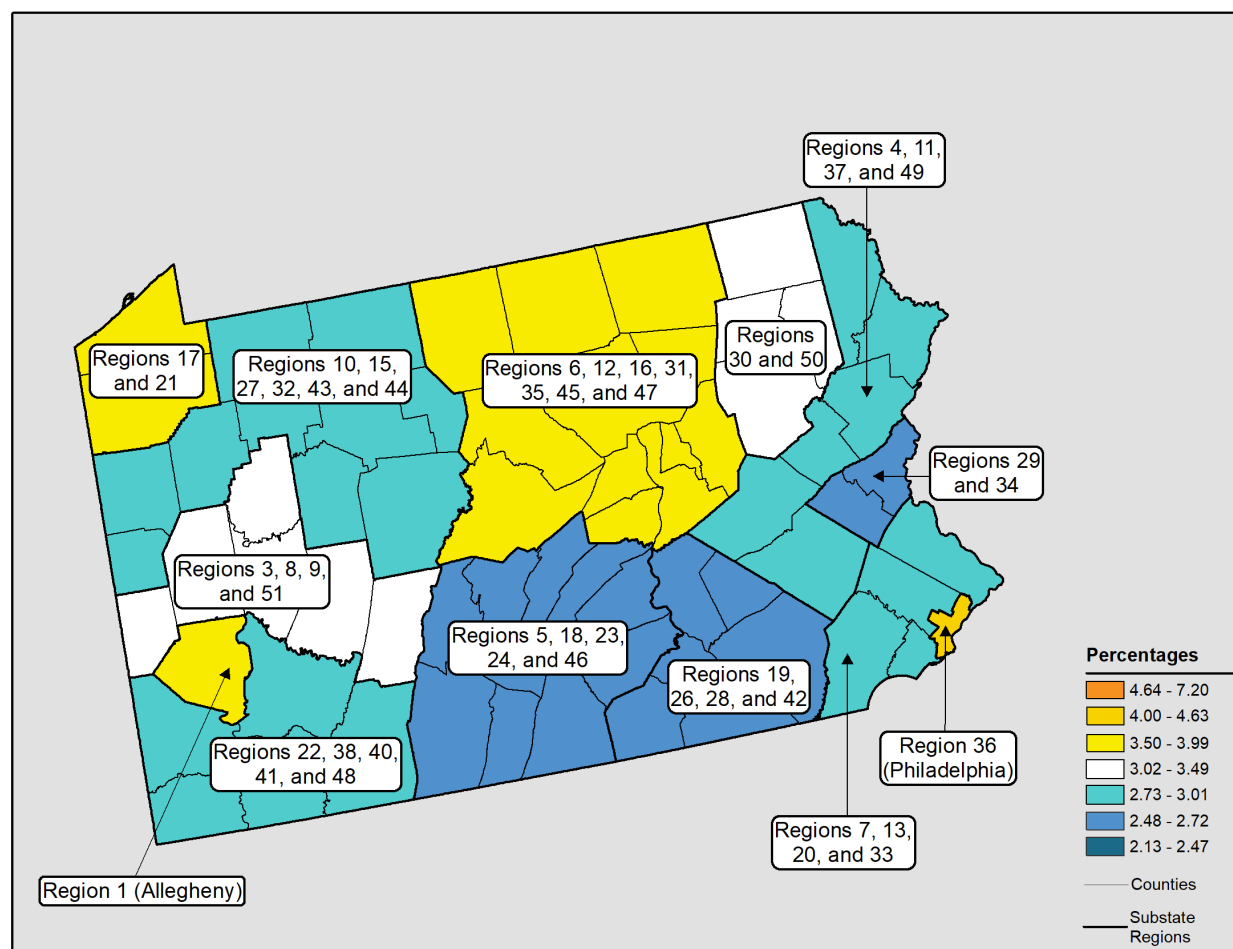 Regions 4, 11,
37, and 49
Regions 17
and 21
Regions 10, 15,
27, 32, 43, and 44
Regions 6, 12, 16, 31,
35, 45, and 47
Regions
30 and 50
Regions 29
and 34
Regions 3, 8, 9,
and 51
Regions 5, 18, 23,
24, and 46
Regions 19,
26, 28, and 42
Regions 22, 38, 40,
41, and 48
Region 36
(Philadelphia)
Regions 7, 13,
20, and 33
Region 1 (Allegheny)
Percentages
4.64 - 7.20
4.00 - 4.63
3.50 - 3.99
3.02 - 3.49
2.73 - 3.01
2.48 - 2.72
2.13 - 2.47
Counties
Substate
Regions